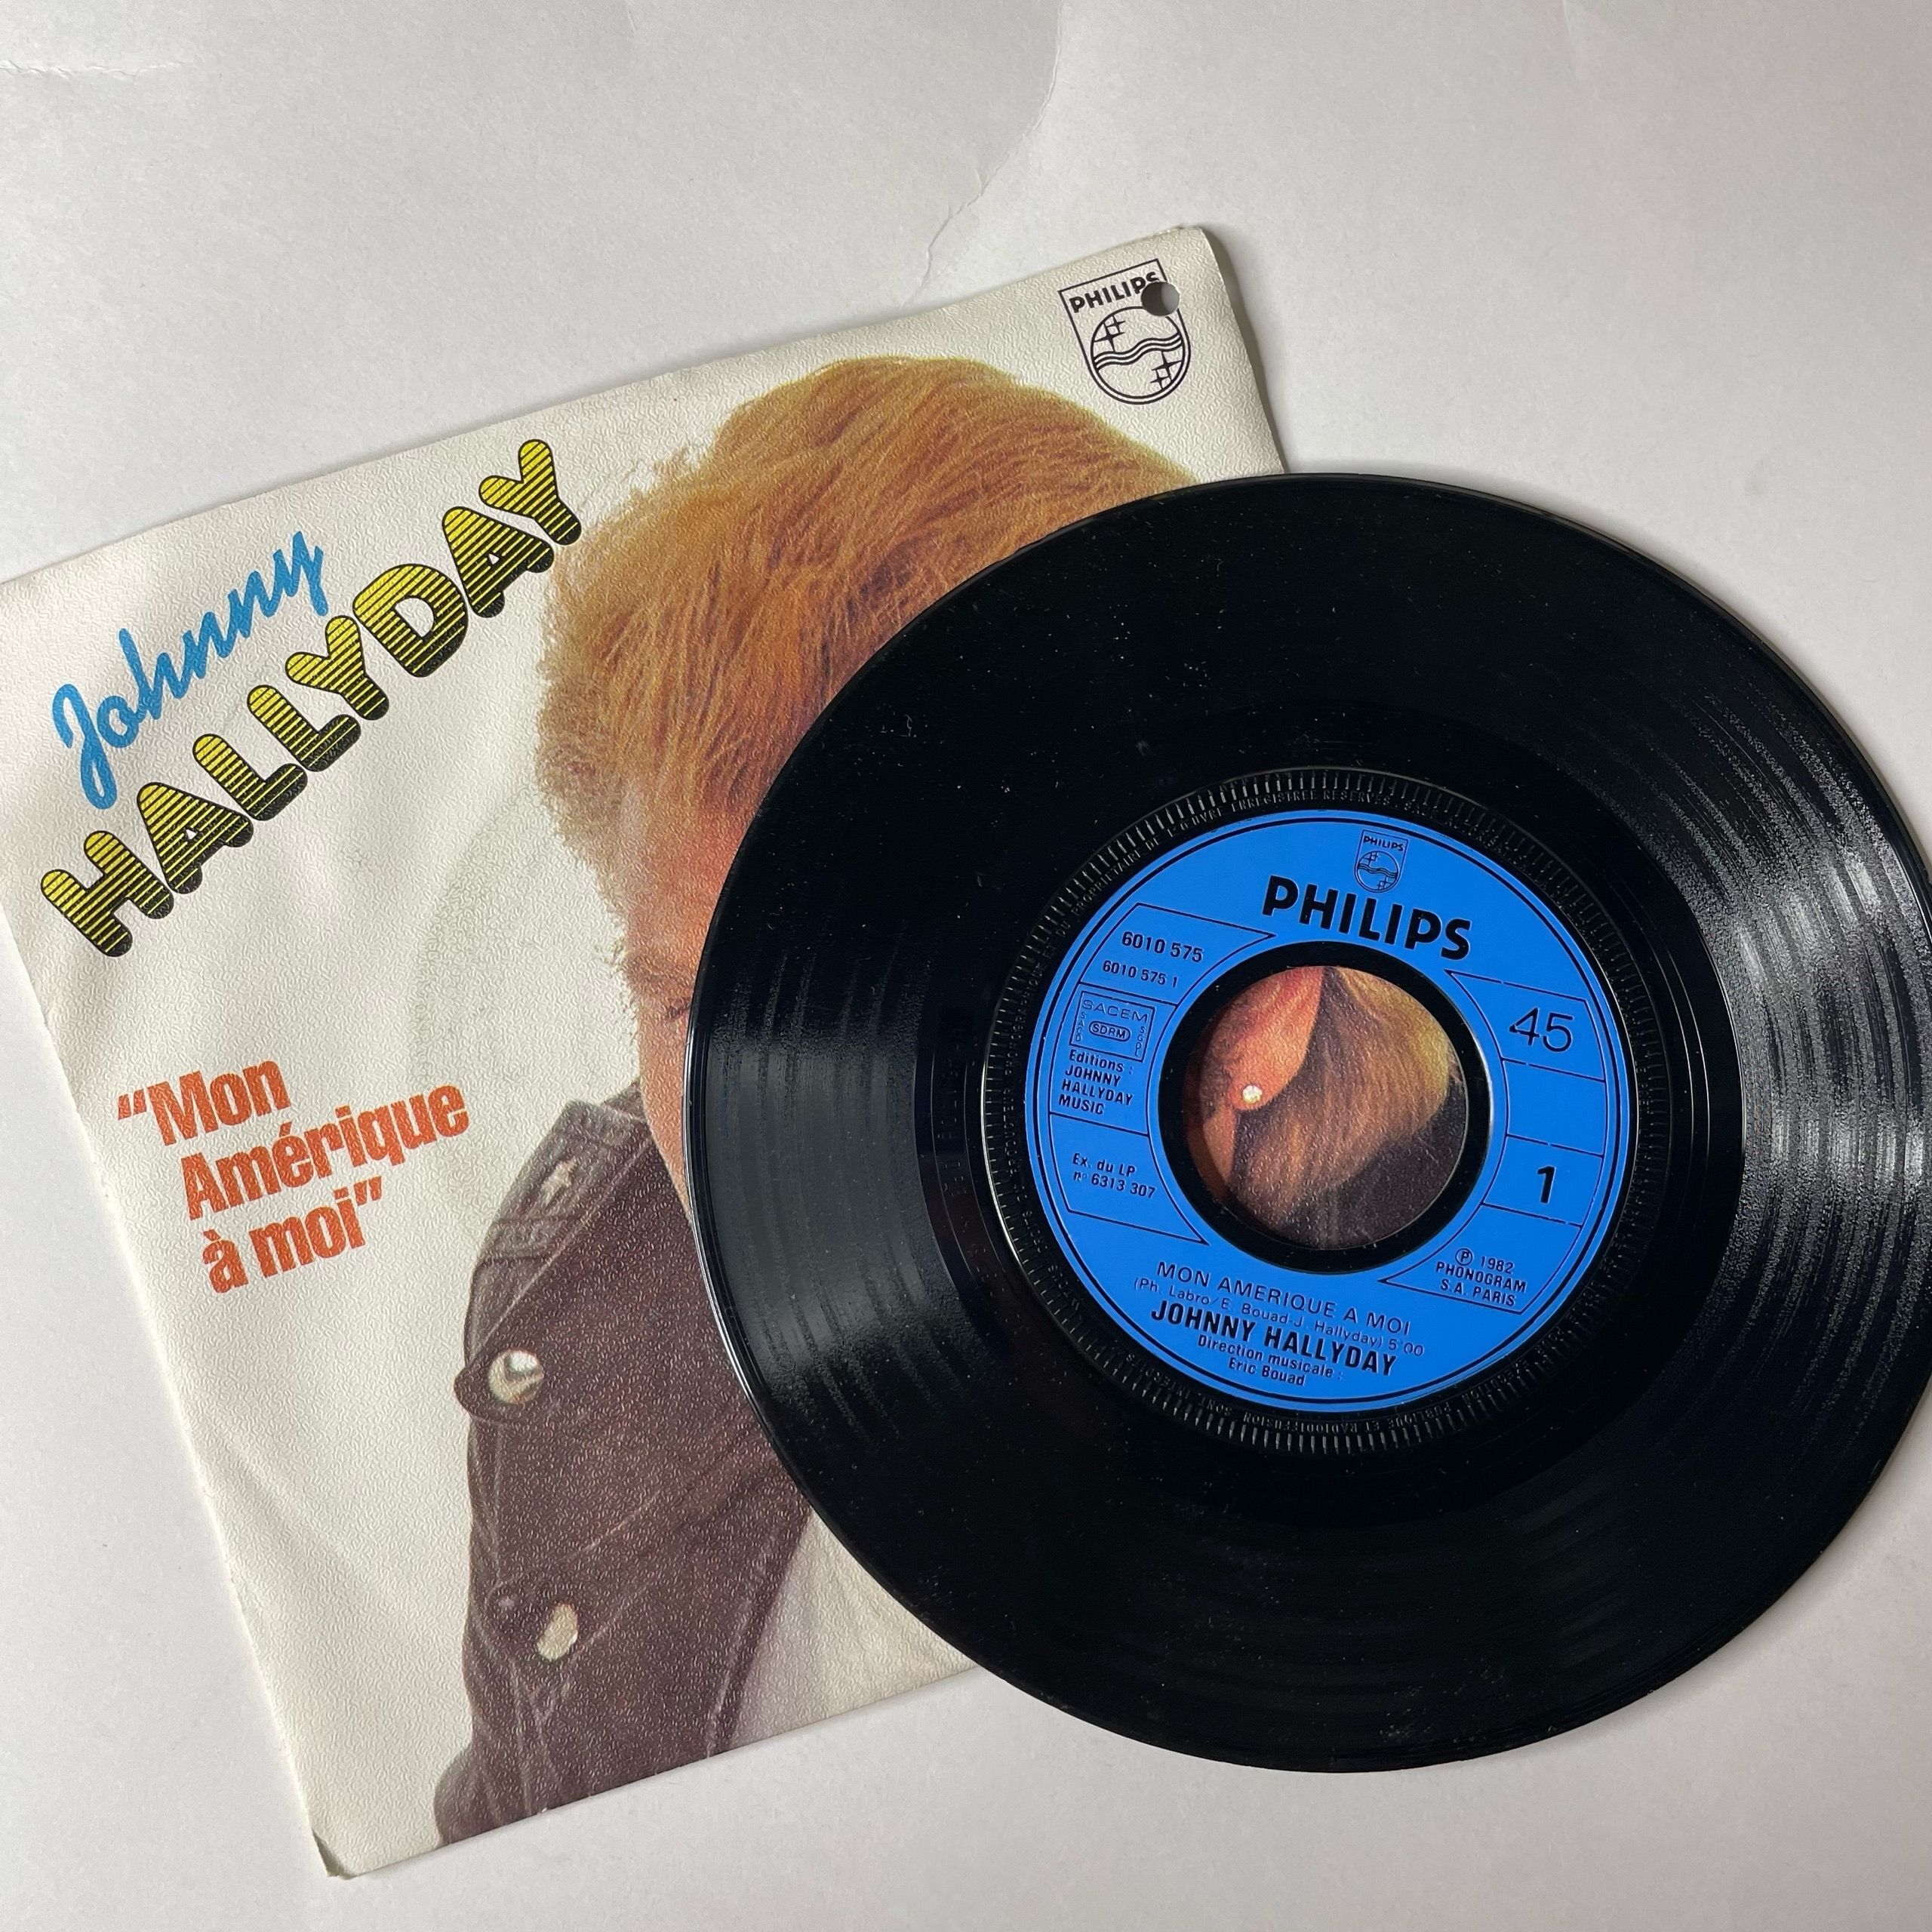 PHILIPS
Johnny
HALLYDAY
"Mon
Amérique
à moi"
PHILIPS
PHILIPS
6010 575
6010 575 1
SACEM
SDRM
Editions :
JOHNNY
HALLYDAY
MUSIC
Ex. du LP
n° 6313 307
45
1
℗ 1982
PHONOGRAM
S.A. PARIS
MON AMERIQUE A MOI
(Ph. Labro/E. Bouad-J. Hallyday) 5'00
JOHNNY HALLYDAY
Direction musicale :
Eric Bouad